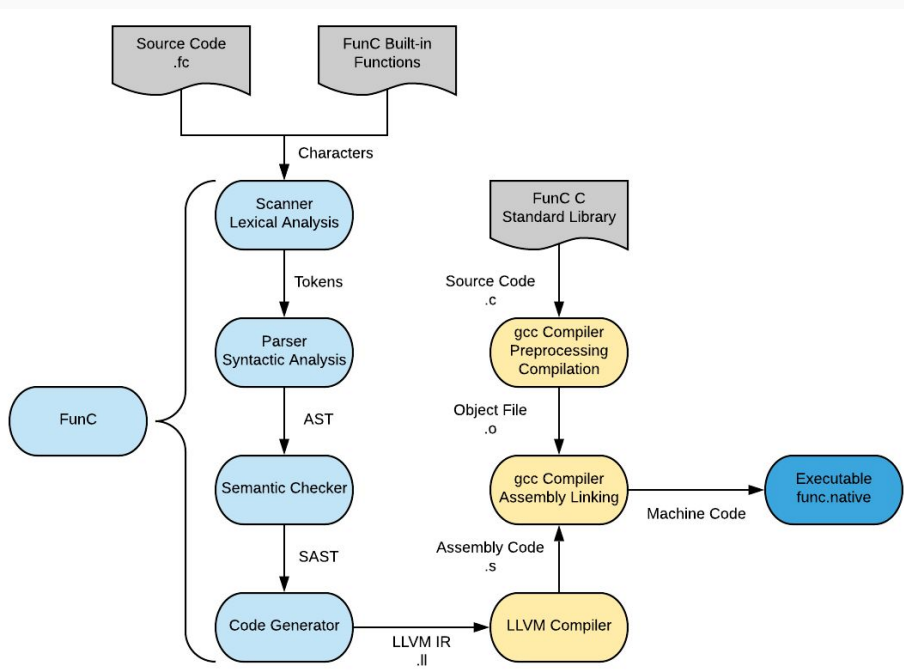 Source Code
.fc
FunC Built-in
Functions
Characters
Scanner
Lexical Analysis
FunC C
Standard Library
Tokens
Source Code
.c
Parser
Syntactic Analysis
gcc Compiler
Preprocessing
Compilation
FunC
AST
Object File
.o
Semantic Checker
gcc Compiler
Assembly Linking
Executable
func.native
Machine Code
SAST
Assembly Code
.s
Code Generator
LLVM IR
.ll
LLVM Compiler